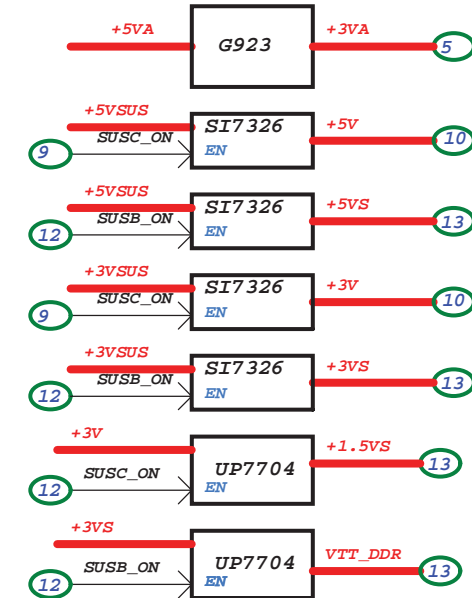 +5VA G923 +3VA 5
+5VSUS SI7326 +5V 10
9 SUSC_ON EN
+5VSUS SI7326 +5VS 13
12 SUSB_ON EN
+3VSUS SI7326 +3V 10
9 SUSC_ON EN
+3VSUS SI7326 +3VS 13
12 SUSB_ON EN
+3V UP7704 +1.5VS 13
12 SUSC_ON EN
+3VS UP7704 VTT_DDR 13
12 SUSB_ON EN